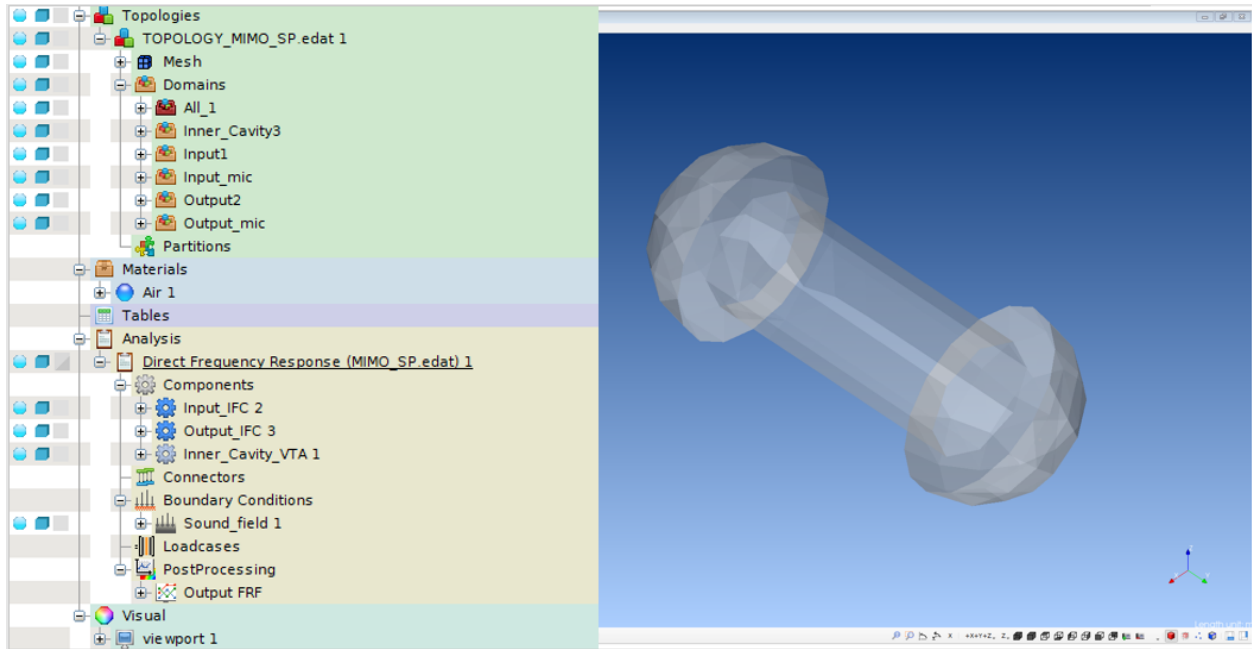 Topologies
TOPOLOGY_MIMO_SP.edat 1
Mesh
Domains
All_1
Inner_Cavity3
Input1
Input_mic
Output2
Output_mic
Partitions
Materials
Air 1
Tables
Analysis
Direct Frequency Response (MIMO_SP.edat) 1
Components
Input_IFC 2
Output_IFC 3
Inner_Cavity_VTA 1
Connectors
Boundary Conditions
Sound_field 1
Loadcases
PostProcessing
Output FRF
Visual
viewport 1
Length unit